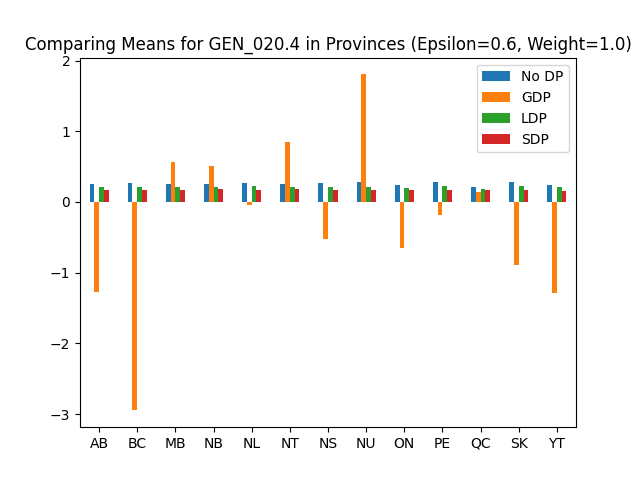 Comparing Means for GEN_020.4 in Provinces (Epsilon=0.6, Weight=1.0)
No DP
GDP
LDP
SDP
2
1
0
−1
−2
−3
AB BC MB NB NL NT NS NU ON PE QC SK YT